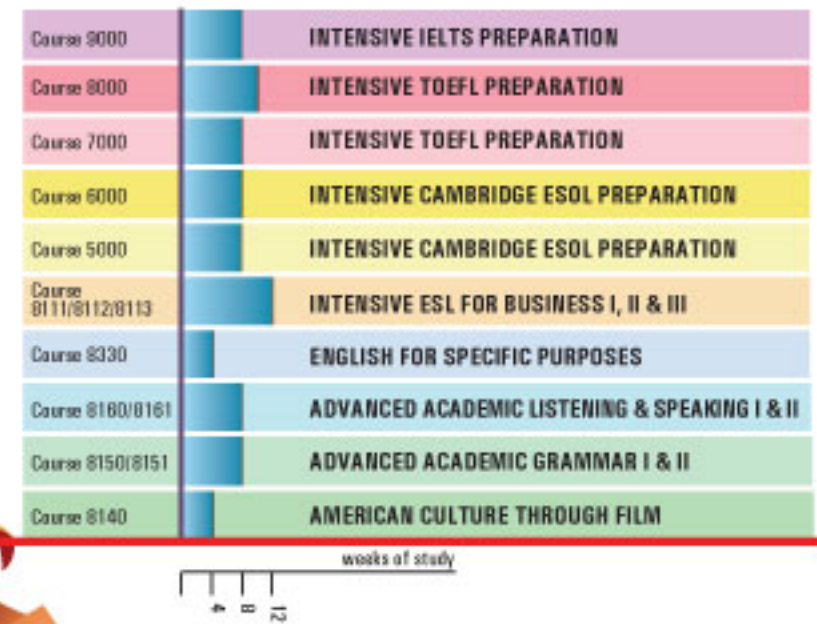 Course 9000 INTENSIVE IELTS PREPARATION
Course 8000 INTENSIVE TOEFL PREPARATION
Course 7000 INTENSIVE TOEFL PREPARATION
Course 6000 INTENSIVE CAMBRIDGE ESOL PREPARATION
Course 5000 INTENSIVE CAMBRIDGE ESOL PREPARATION
Course
8111/8112/8113 INTENSIVE ESL FOR BUSINESS I, II & III
Course 8330 ENGLISH FOR SPECIFIC PURPOSES
Course 8160/8161 ADVANCED ACADEMIC LISTENING & SPEAKING I & II
Course 8150(8151 ADVANCED ACADEMIC GRAMMAR I & II
Course 8140 AMERICAN CULTURE THROUGH FILM
weeks of study
4 8 12